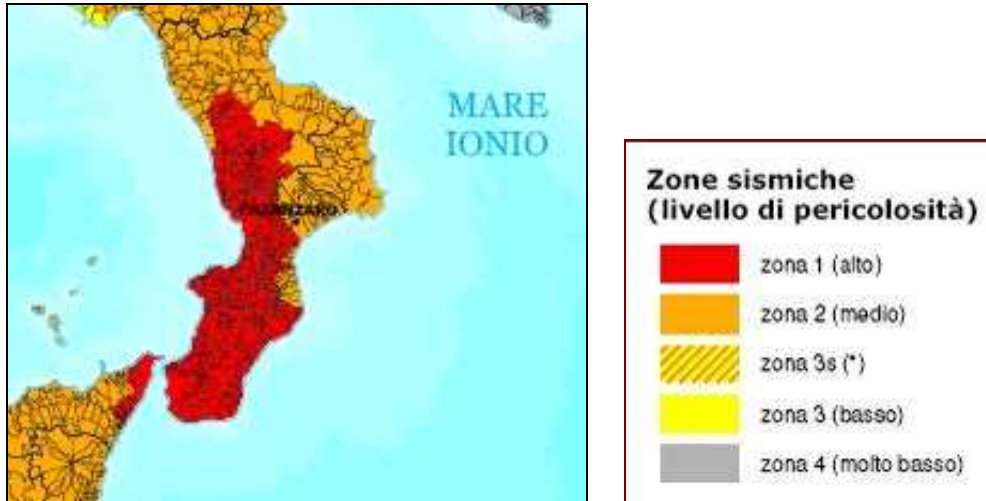 MARE
IONIO
CATANZARO
Zone sismiche
(livello di pericolosità)
zona 1 (alto)
zona 2 (medio)
zona 3s (*)
zona 3 (basso)
zona 4 (molto basso)